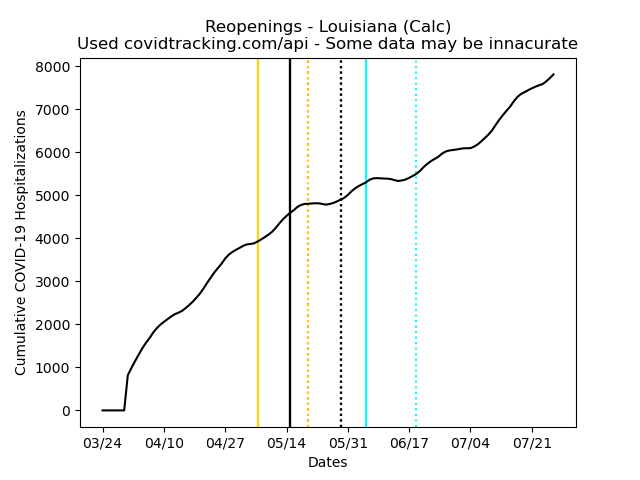 Reopenings - Louisiana (Calc)
Used covidtracking.com/api - Some data may be innacurate
8000
7000
6000
5000
4000
3000
2000
1000
0
Cumulative COVID-19 Hospitalizations
03/24 04/10 04/27 05/14 05/31 06/17 07/04 07/21
Dates